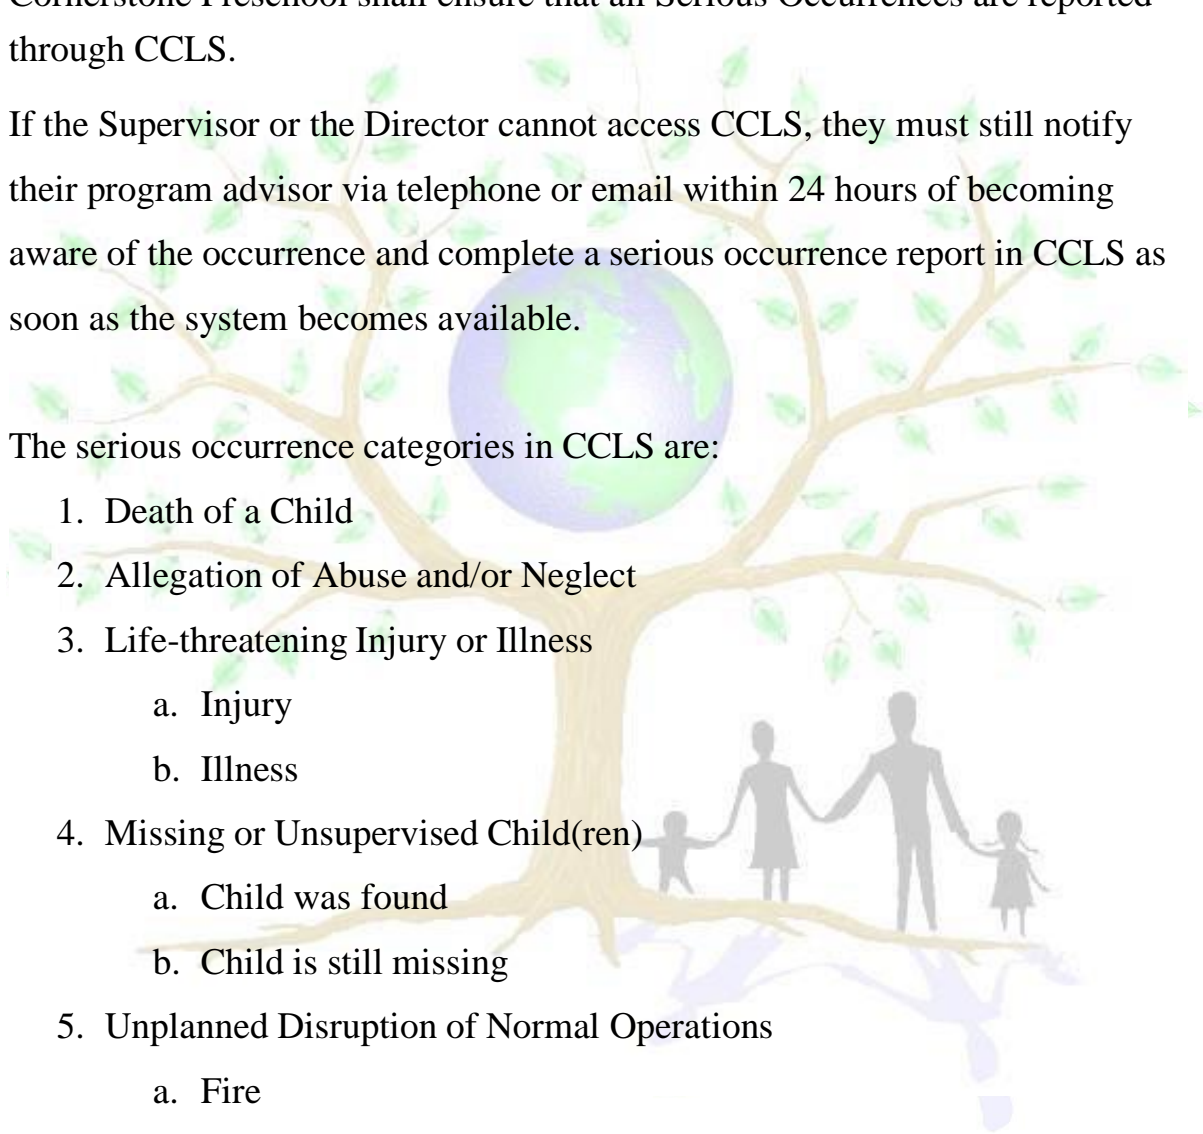 Cornerstone Preschool shall ensure that all Serious Occurrences are reported
through CCLS.
If the Supervisor or the Director cannot access CCLS, they must still notify
their program advisor via telephone or email within 24 hours of becoming
aware of the occurrence and complete a serious occurrence report in CCLS as
soon as the system becomes available.
The serious occurrence categories in CCLS are:
1. Death of a Child
2. Allegation of Abuse and/or Neglect
3. Life-threatening Injury or Illness
a. Injury
b. Illness
4. Missing or Unsupervised Child(ren)
a. Child was found
b. Child is still missing
5. Unplanned Disruption of Normal Operations
a. Fire